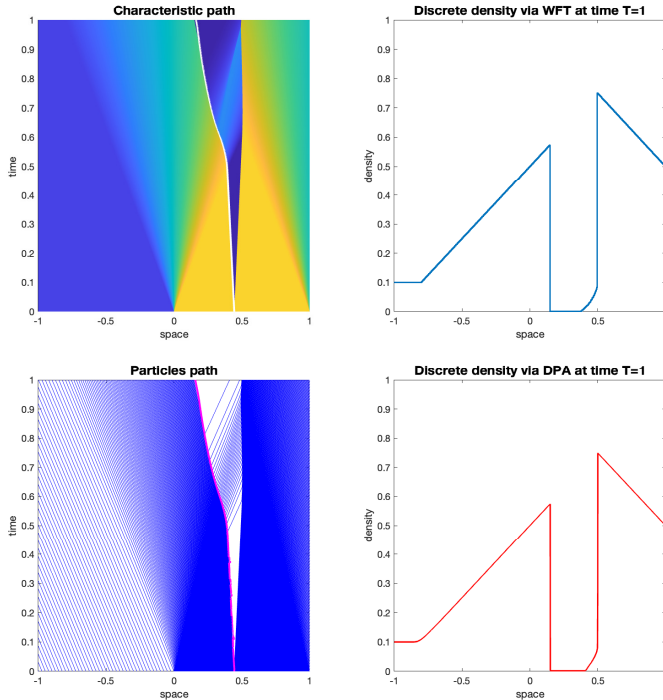 Characteristic path
1
0.9
0.8
0.7
0.6
0.5
0.4
0.3
0.2
0.1
0
time
-1 -0.5 0 0.5 1
space
Discrete density via WFT at time T=1
1
0.9
0.8
0.7
0.6
0.5
0.4
0.3
0.2
0.1
0
density
-1 -0.5 0 0.5
space
Particles path
1
0.9
0.8
0.7
0.6
0.5
0.4
0.3
0.2
0.1
0
time
-1 -0.5 0 0.5 1
space
Discrete density via DPA at time T=1
1
0.9
0.8
0.7
0.6
0.5
0.4
0.3
0.2
0.1
0
density
-1 -0.5 0 0.5
space